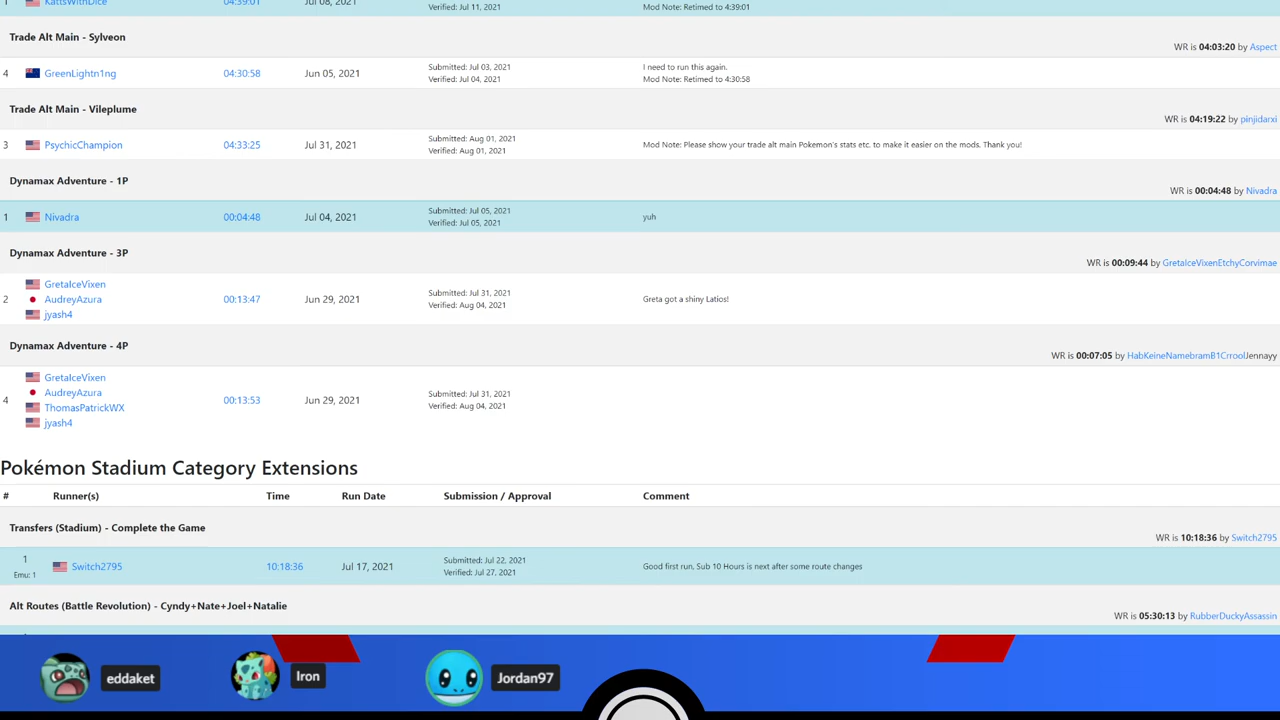 1 KattsWithDice 04:39:01 Jul 08, 2021 Verified: Jul 11, 2021 Mod Note: Retimed to 4:39:01
Trade Alt Main - Sylveon
WR is 04:03:20 by Aspect
4 GreenLightn1ng 04:30:58 Jun 05, 2021 Submitted: Jul 03, 2021 I need to run this again.
Verified: Jul 04, 2021 Mod Note: Retimed to 4:30:58
Trade Alt Main - Vileplume
WR is 04:19:22 by pinjidarxi
3 PsychicChampion 04:33:25 Jul 31, 2021 Submitted: Aug 01, 2021 Mod Note: Please show your trade alt main Pokemon's stats etc. to make it easier on the mods. Thank you!
Verified: Aug 01, 2021
Dynamax Adventure - 1P
WR is 00:04:48 by Nivadra
1 Nivadra 00:04:48 Jul 04, 2021 Submitted: Jul 05, 2021 yuh
Verified: Jul 05, 2021
Dynamax Adventure - 3P
WR is 00:09:44 by GretaIceVixenEtchyCorvimae
GretaIceVixen
2 AudreyAzura 00:13:47 Jun 29, 2021 Submitted: Jul 31, 2021 Greta got a shiny Latios!
Verified: Aug 04, 2021
jyash4
Dynamax Adventure - 4P
WR is 00:07:05 by HabKeineNamebramB1CrroolJennayy
GretaIceVixen
AudreyAzura
4 00:13:53 Jun 29, 2021 Submitted: Jul 31, 2021
Verified: Aug 04, 2021
ThomasPatrickWX
jyash4
Pokémon Stadium Category Extensions
# Runner(s) Time Run Date Submission / Approval Comment
Transfers (Stadium) - Complete the Game
WR is 10:18:36 by Switch2795
1 Switch2795 10:18:36 Jul 17, 2021 Submitted: Jul 22, 2021 Good first run. Sub 10 Hours is next after some route changes
Emu: 1 Verified: Jul 27, 2021
Alt Routes (Battle Revolution) - Cyndy+Nate+Joel+Natalie
WR is 05:30:13 by RubberDuckyAssassin
eddaket Iron Jordan97